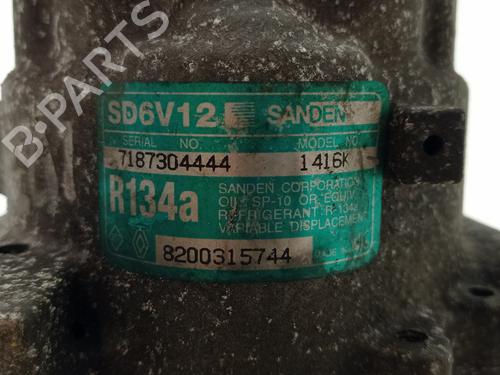 B-PARTS
SD6V12 SANDEN
SERIAL NO. MODEL NO.
7187304444 1416K
R134a
SANDEN CORPORATION
OIL SP-10 OR EQUIV
REFRIGERANT R-134a
VARIABLE DISPLACEMENT
8200315744